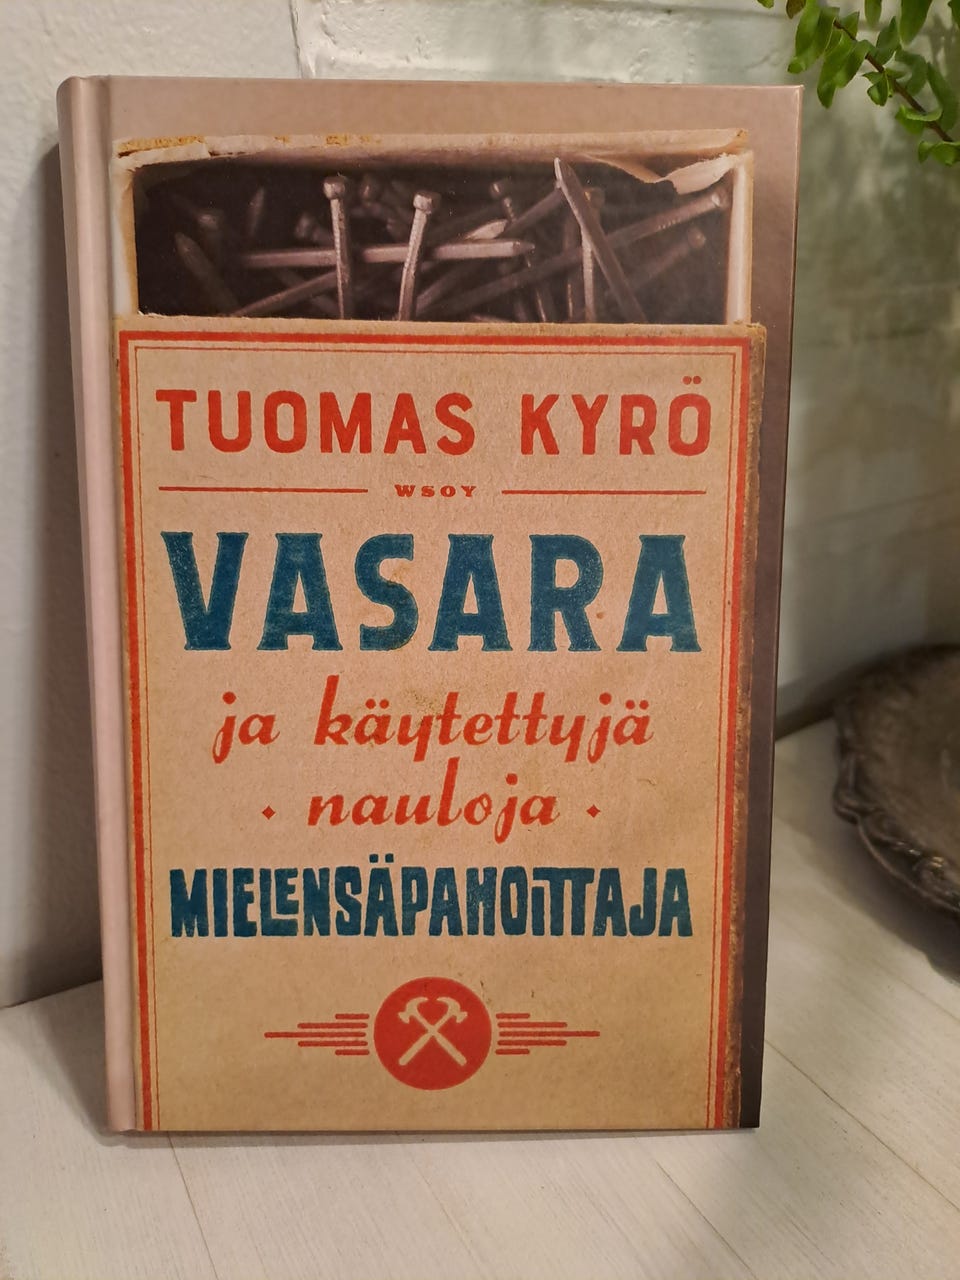 TUOMAS KYRÖ
WSOY
VASARA
ja käytettyjä
nauloja
MIELENSÄPAHOITTAJA